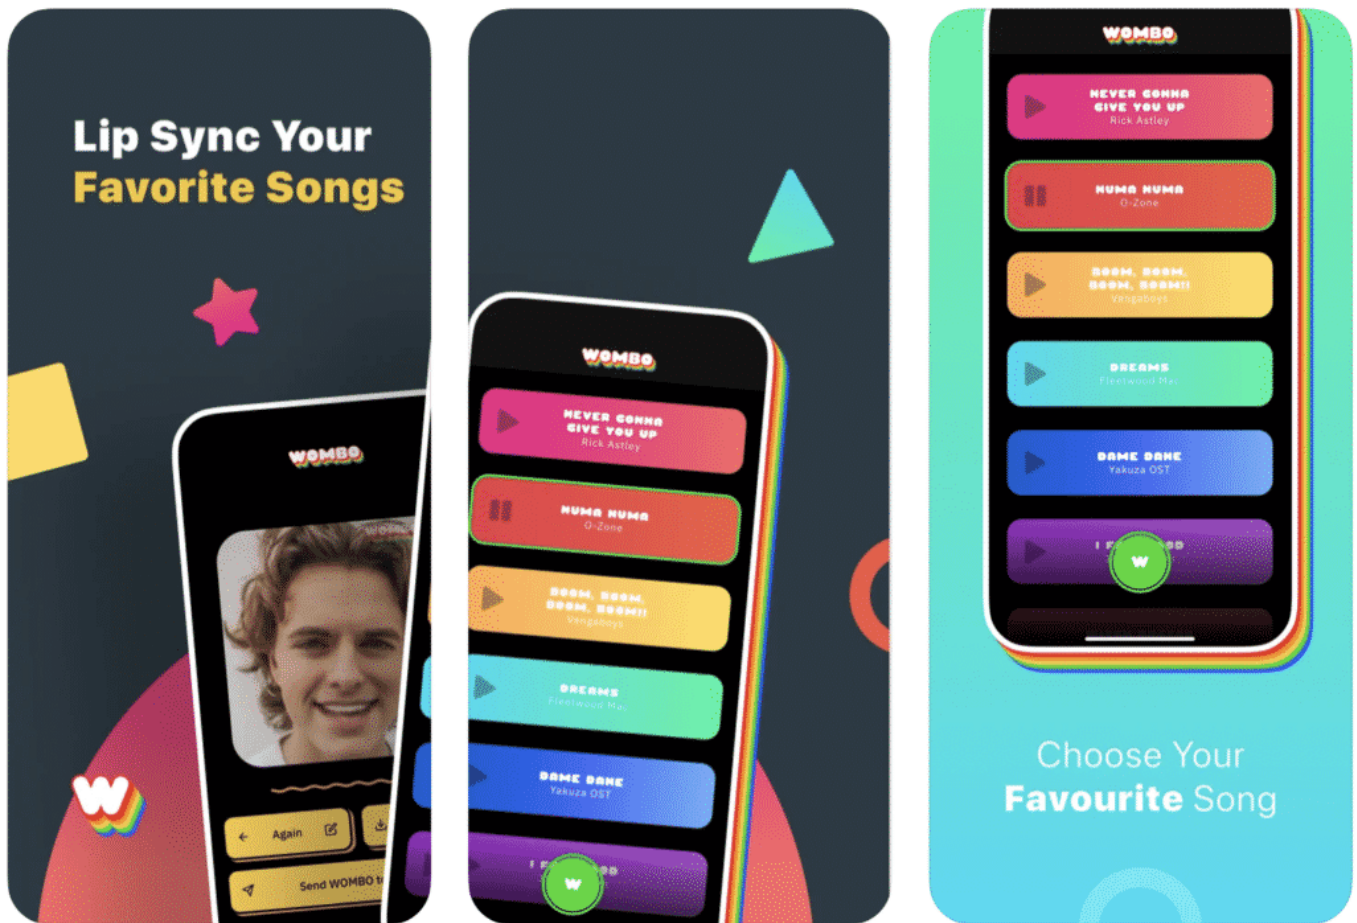 Lip Sync Your
Favorite Songs
WOMBO
Again
Send WOMBO to
W
WOMBO
NEVER GONNA
GIVE YOU UP
Rick Astley
NUMA NUMA
O-Zone
BOOM, BOOM,
BOOM, BOOM!!
Vengaboys
DREAMS
Fleetwood Mac
DAME DANE
Yakuza OST
I F
OD
W
WOMBO
NEVER GONNA
GIVE YOU UP
Rick Astley
NUMA NUMA
O-Zone
BOOM, BOOM,
BOOM, BOOM!!
Vengaboys
DREAMS
Fleetwood Mac
DAME DANE
Yakuza OST
I F
OD
W
Choose Your
Favourite Song